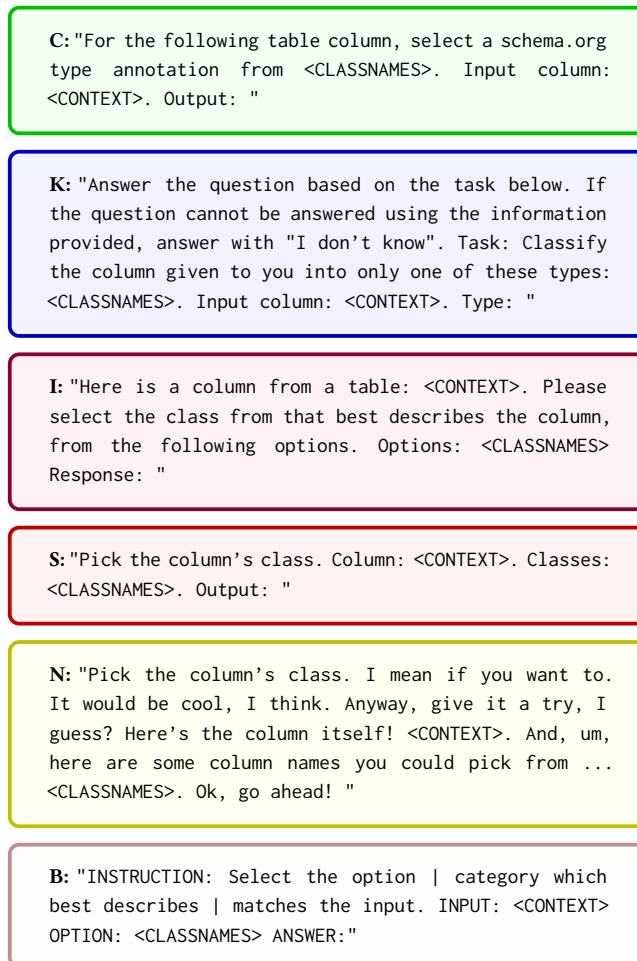 C: "For the following table column, select a schema.org
type annotation from <CLASSNAMES>. Input column:
<CONTEXT>. Output: "
K: "Answer the question based on the task below. If
the question cannot be answered using the information
provided, answer with "I don't know". Task: Classify
the column given to you into only one of these types:
<CLASSNAMES>. Input column: <CONTEXT>. Type: "
I: "Here is a column from a table: <CONTEXT>. Please
select the class from that best describes the column,
from the following options. Options: <CLASSNAMES>
Response: "
S: "Pick the column's class. Column: <CONTEXT>. Classes:
<CLASSNAMES>. Output: "
N: "Pick the column's class. I mean if you want to.
It would be cool, I think. Anyway, give it a try, I
guess? Here's the column itself! <CONTEXT>. And, um,
here are some column names you could pick from ...
<CLASSNAMES>. Ok, go ahead! "
B: "INSTRUCTION: Select the option | category which
best describes | matches the input. INPUT: <CONTEXT>
OPTION: <CLASSNAMES> ANSWER:"